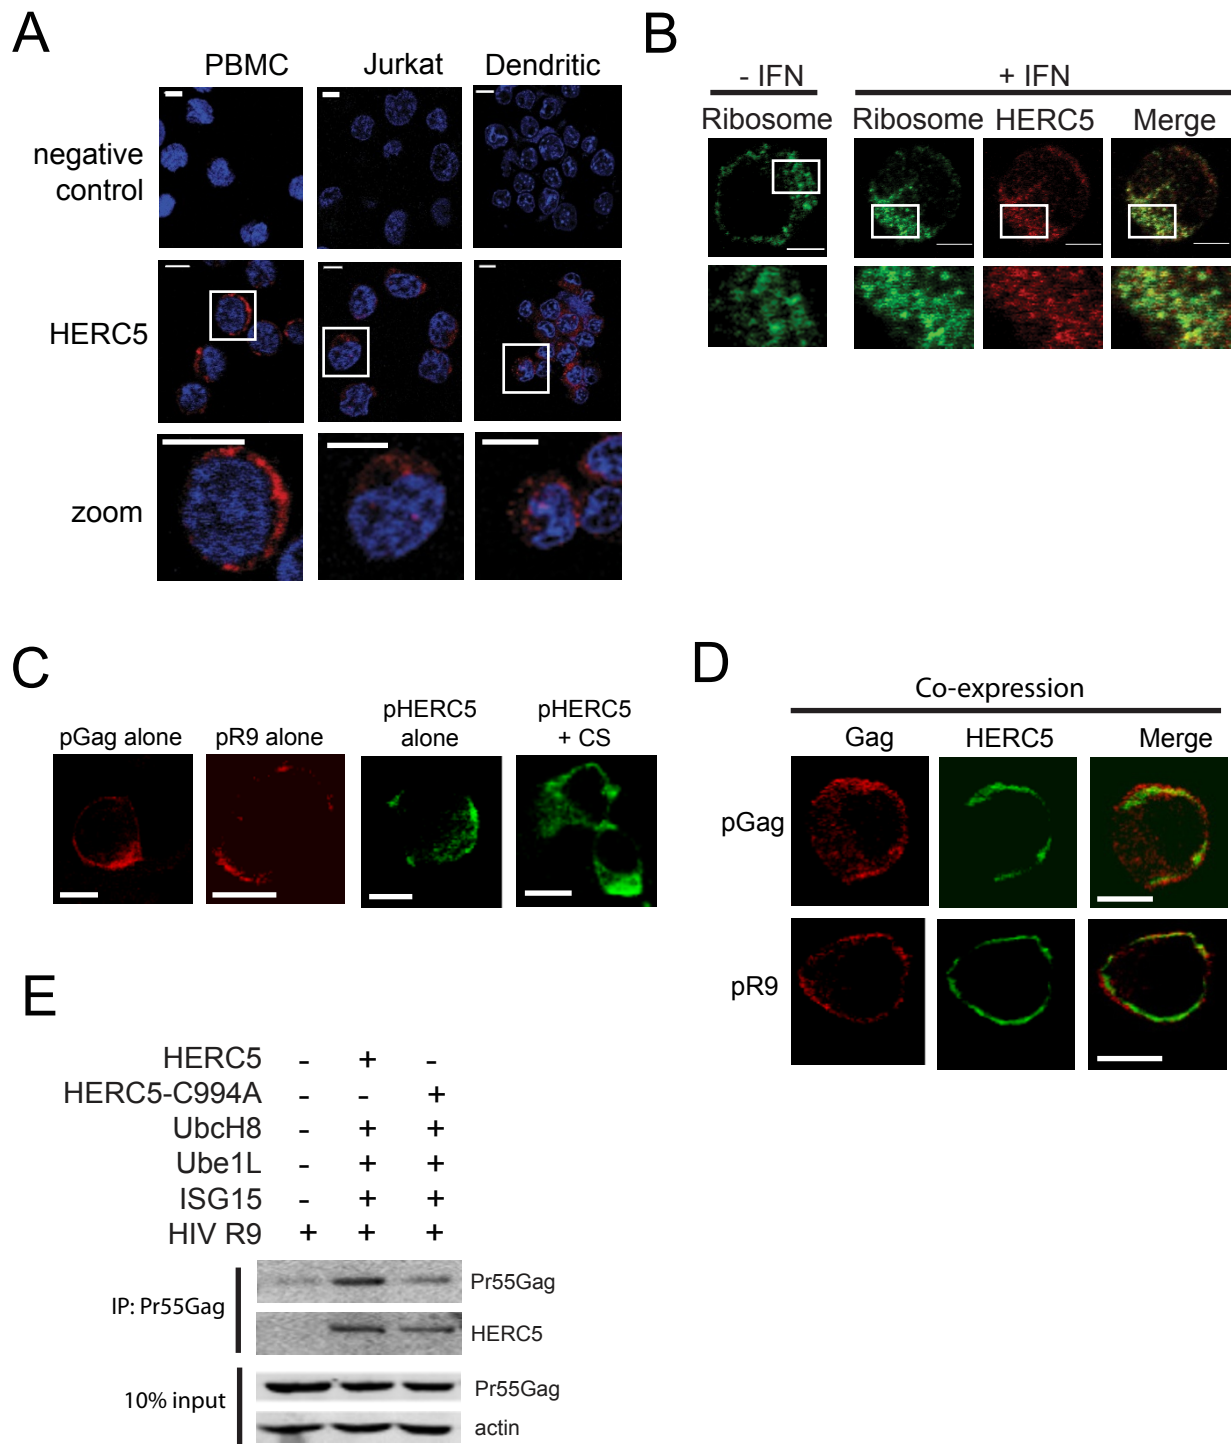 A
PBMC Jurkat Dendritic
negative
control
HERC5
zoom
B
- IFN + IFN
Ribosome Ribosome HERC5 Merge
C
pGag alone pR9 alone pHERC5
alone pHERC5
+ CS
D
Co-expression
Gag HERC5 Merge
pGag
pR9
E
HERC5 - + -
HERC5-C994A - - +
UbcH8 - + +
Ube1L - + +
ISG15 - + +
HIV R9 + + +
IP: Pr55Gag
Pr55Gag
HERC5
10% input
Pr55Gag
actin